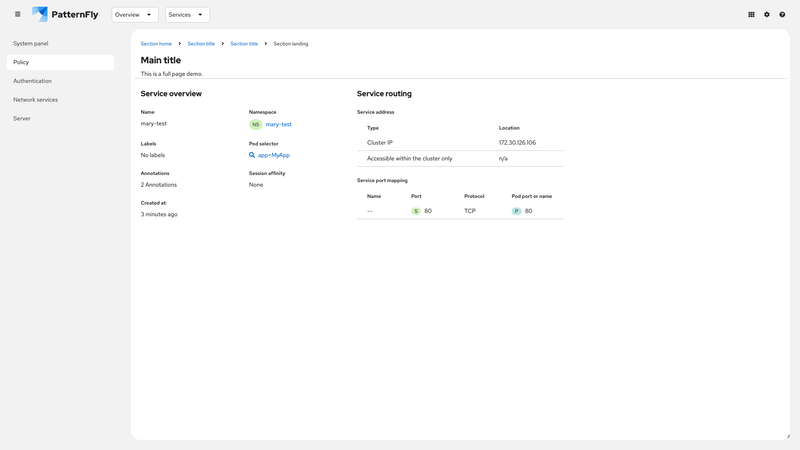 PatternFly Overview Services
System panel
Policy
Authentication
Network services
Server
Section home Section title Section title Section landing
Main title
This is a full page demo.
Service overview
Name
mary-test
Namespace
NS mary-test
Labels
No labels
Pod selector
app=MyApp
Annotations
2 Annotations
Session affinity
None
Created at:
3 minutes ago
Service routing
Service address
Type Location
Cluster IP 172.30.126.106
Accessible within the cluster only n/a
Service port mapping
Name Port Protocol Pod port or name
-- S 80 TCP P 80